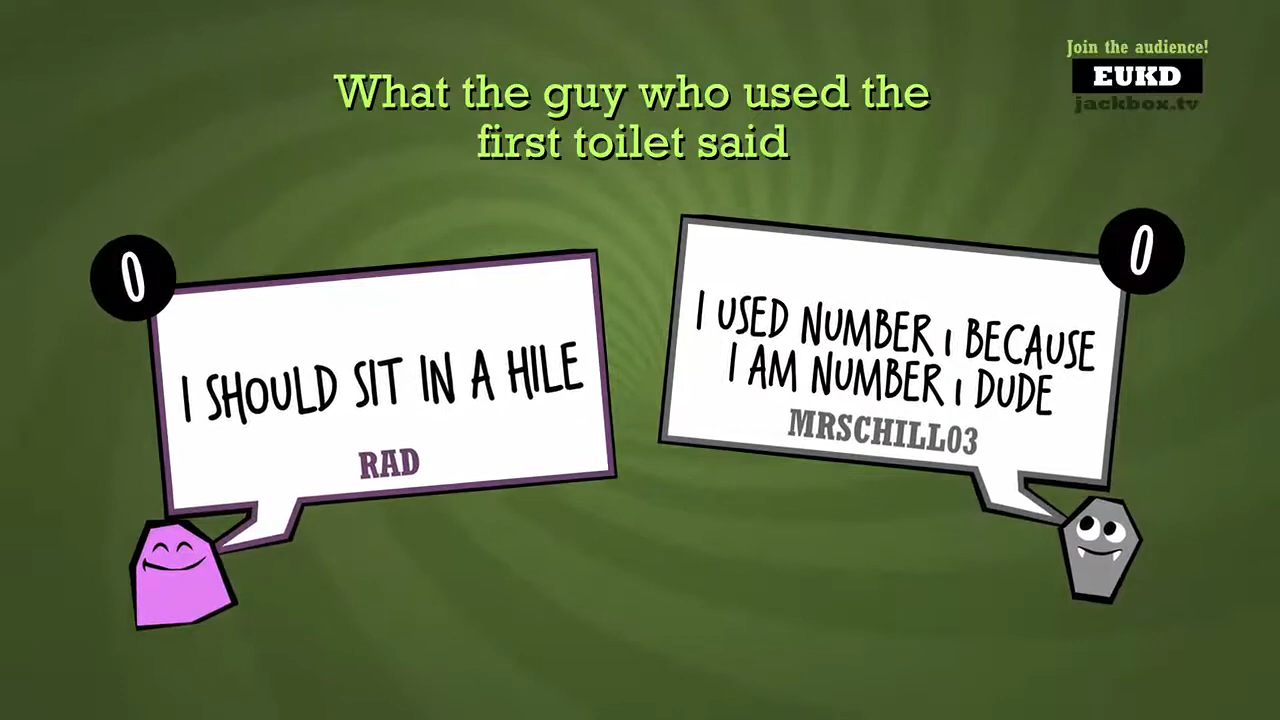 Join the audience!
EUKD
jackbox.tv
What the guy who used the
first toilet said
0
I SHOULD SIT IN A HILE
RAD
0
I USED NUMBER 1 BECAUSE
I AM NUMBER 1 DUDE
MRSCHILL03